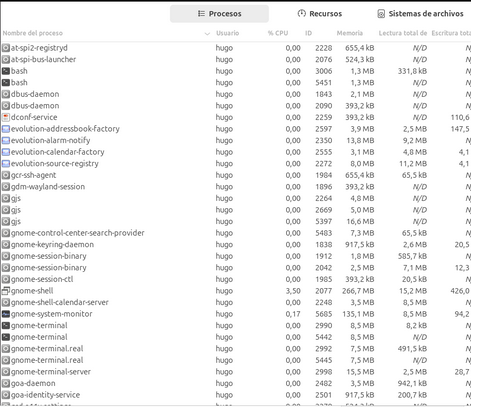 Procesos Recursos Sistemas de archivos
Nombre del proceso Usuario % CPU ID Memoria Lectura total de Escritura tota
at-spi2-registryd hugo 0,00 2228 655,4 kB N/D N
at-spi-bus-launcher hugo 0,00 2076 524,3 kB N/D N
bash hugo 0,00 3006 1,3 MB 331,8 kB N
bash hugo 0,00 5451 1,3 MB N/D N
dbus-daemon hugo 0,00 1843 2,1 MB N/D N
dbus-daemon hugo 0,00 2090 393,2 kB N/D N
dconf-service hugo 0,00 2259 393,2 kB N/D 110,6
evolution-addressbook-factory hugo 0,00 2597 3,9 MB 2,5 MB 147,5
evolution-alarm-notify hugo 0,00 2350 13,8 MB 9,2 MB N
evolution-calendar-factory hugo 0,00 2555 3,1 MB 4,8 MB 4,1
evolution-source-registry hugo 0,00 2272 8,0 MB 11,2 MB 4,1
gcr-ssh-agent hugo 0,00 1984 655,4 kB 65,5 kB N
gdm-wayland-session hugo 0,00 1896 393,2 kB N/D N
gjs hugo 0,00 2264 4,8 MB N/D N
gjs hugo 0,00 2669 5,0 MB N/D N
gjs hugo 0,00 5397 16,6 MB N/D N
gnome-control-center-search-provider hugo 0,00 5483 7,3 MB 65,5 kB N
gnome-keyring-daemon hugo 0,00 1838 917,5 kB 2,6 MB 20,5
gnome-session-binary hugo 0,00 1912 1,8 MB 585,7 kB N
gnome-session-binary hugo 0,00 2042 2,5 MB 7,1 MB 12,3
gnome-session-ctl hugo 0,00 1985 393,2 kB 20,5 kB N
gnome-shell hugo 3,50 2077 266,7 MB 15,2 MB 426,0
gnome-shell-calendar-server hugo 0,00 2248 3,5 MB 8,5 MB N
gnome-system-monitor hugo 0,17 5685 135,1 MB 8,5 MB 94,2
gnome-terminal hugo 0,00 2990 8,5 MB 8,2 kB N
gnome-terminal hugo 0,00 5442 8,5 MB N/D N
gnome-terminal.real hugo 0,00 2992 7,5 MB 491,5 kB N
gnome-terminal.real hugo 0,00 5445 7,5 MB N/D N
gnome-terminal-server hugo 0,00 2998 15,5 MB 2,5 MB 28,7
goa-daemon hugo 0,00 2482 3,5 MB 942,1 kB N
goa-identity-service hugo 0,00 2501 917,5 kB 200,7 kB N